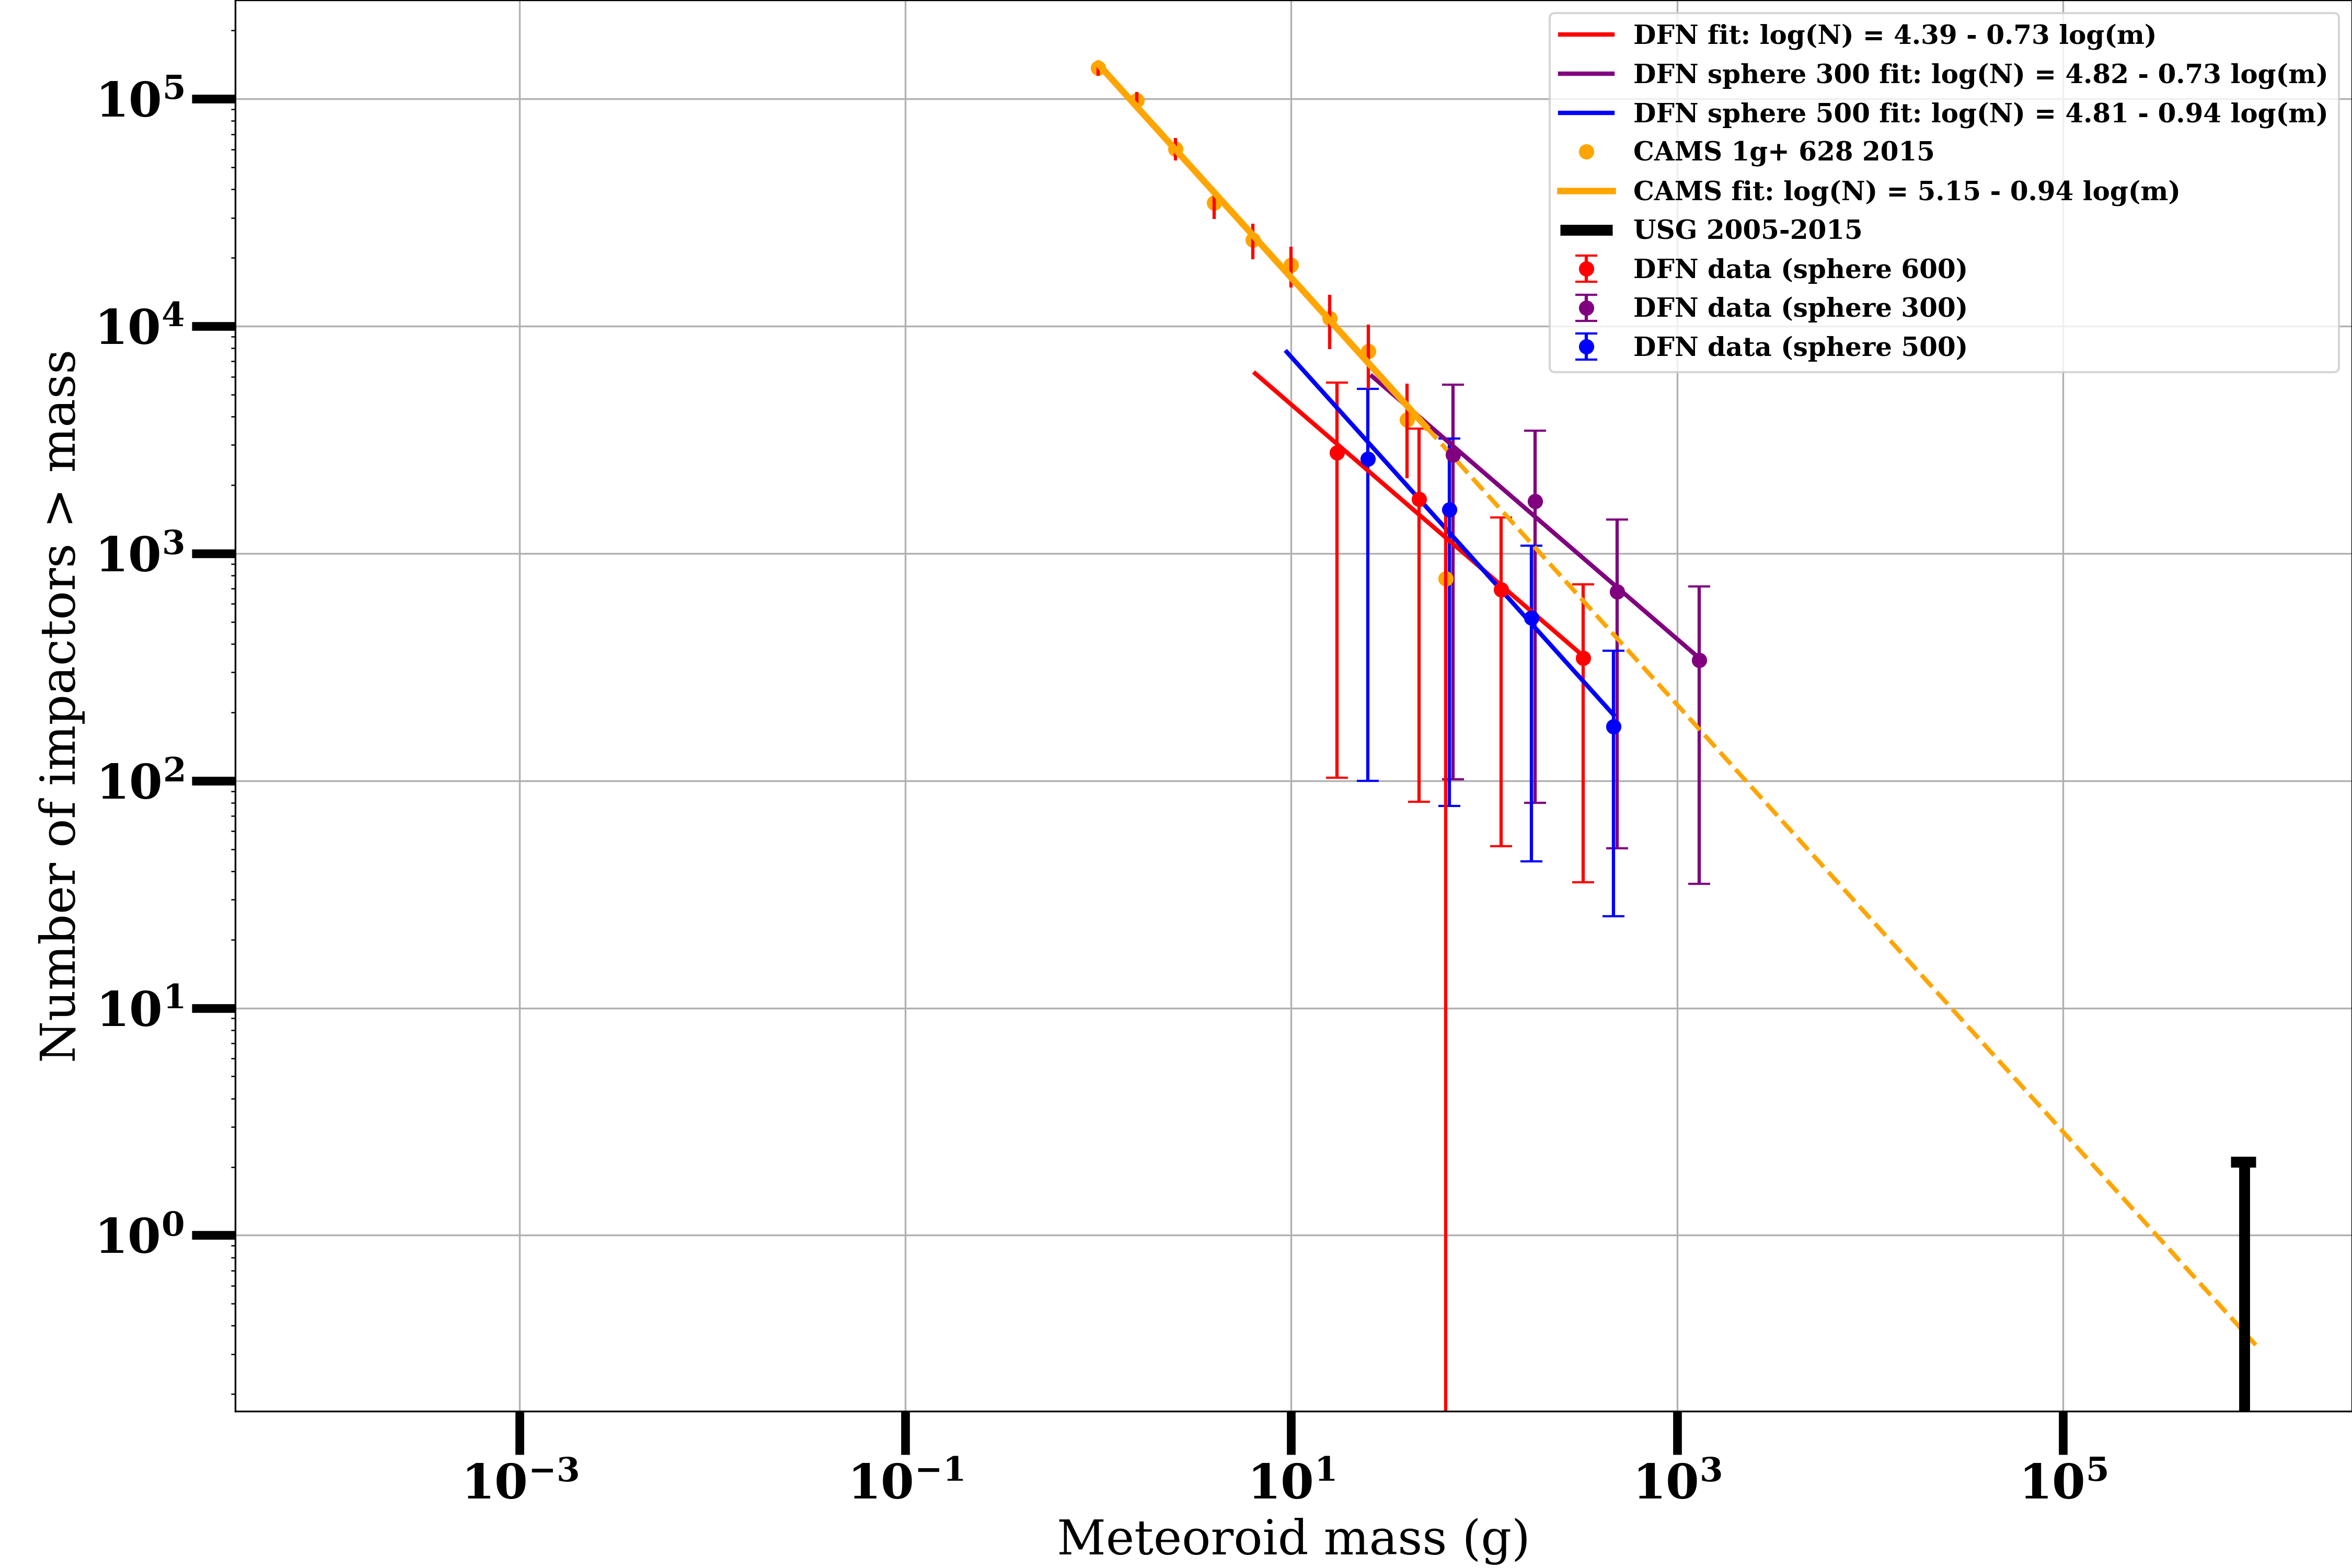 DFN fit: log(N) = 4.39 - 0.73 log(m)
DFN sphere 300 fit: log(N) = 4.82 - 0.73 log(m)
DFN sphere 500 fit: log(N) = 4.81 - 0.94 log(m)
CAMS 1g+ 628 2015
CAMS fit: log(N) = 5.15 - 0.94 log(m)
USG 2005-2015
DFN data (sphere 600)
DFN data (sphere 300)
DFN data (sphere 500)
Number of impactors > mass
10⁵
10⁴
10³
10²
10¹
10⁰
10⁻³ 10⁻¹ 10¹ 10³ 10⁵
Meteoroid mass (g)